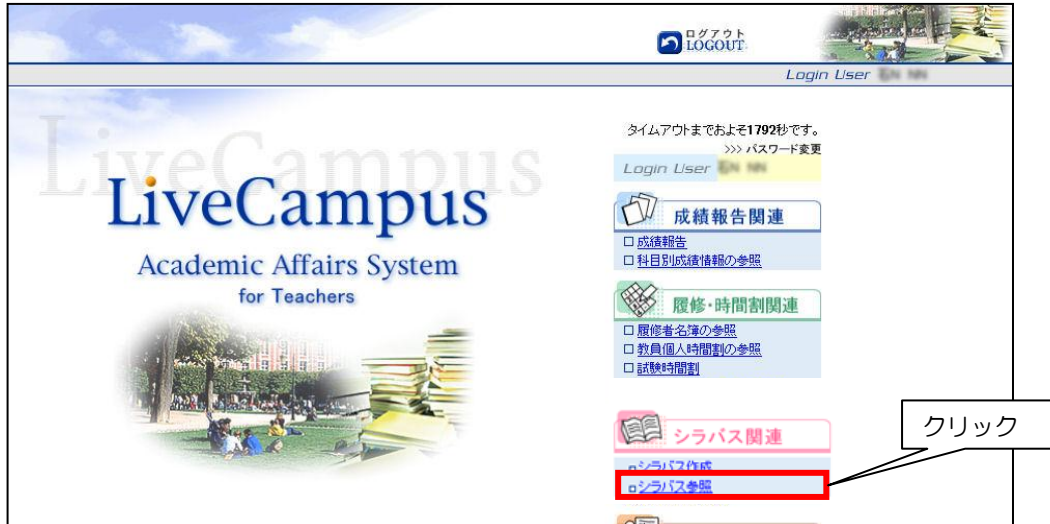 ログアウト
LOGOUT
Login User
タイムアウトまでおよそ1792秒です。
>>> パスワード変更
Login User
LiveCampus
LiveCampus
Academic Affairs System
for Teachers
成績報告関連
成績報告
科目別成績情報の参照
履修・時間割関連
履修者名簿の参照
教員個人時間割の参照
試験時間割
シラバス関連
シラバス作成
シラバス参照
クリック